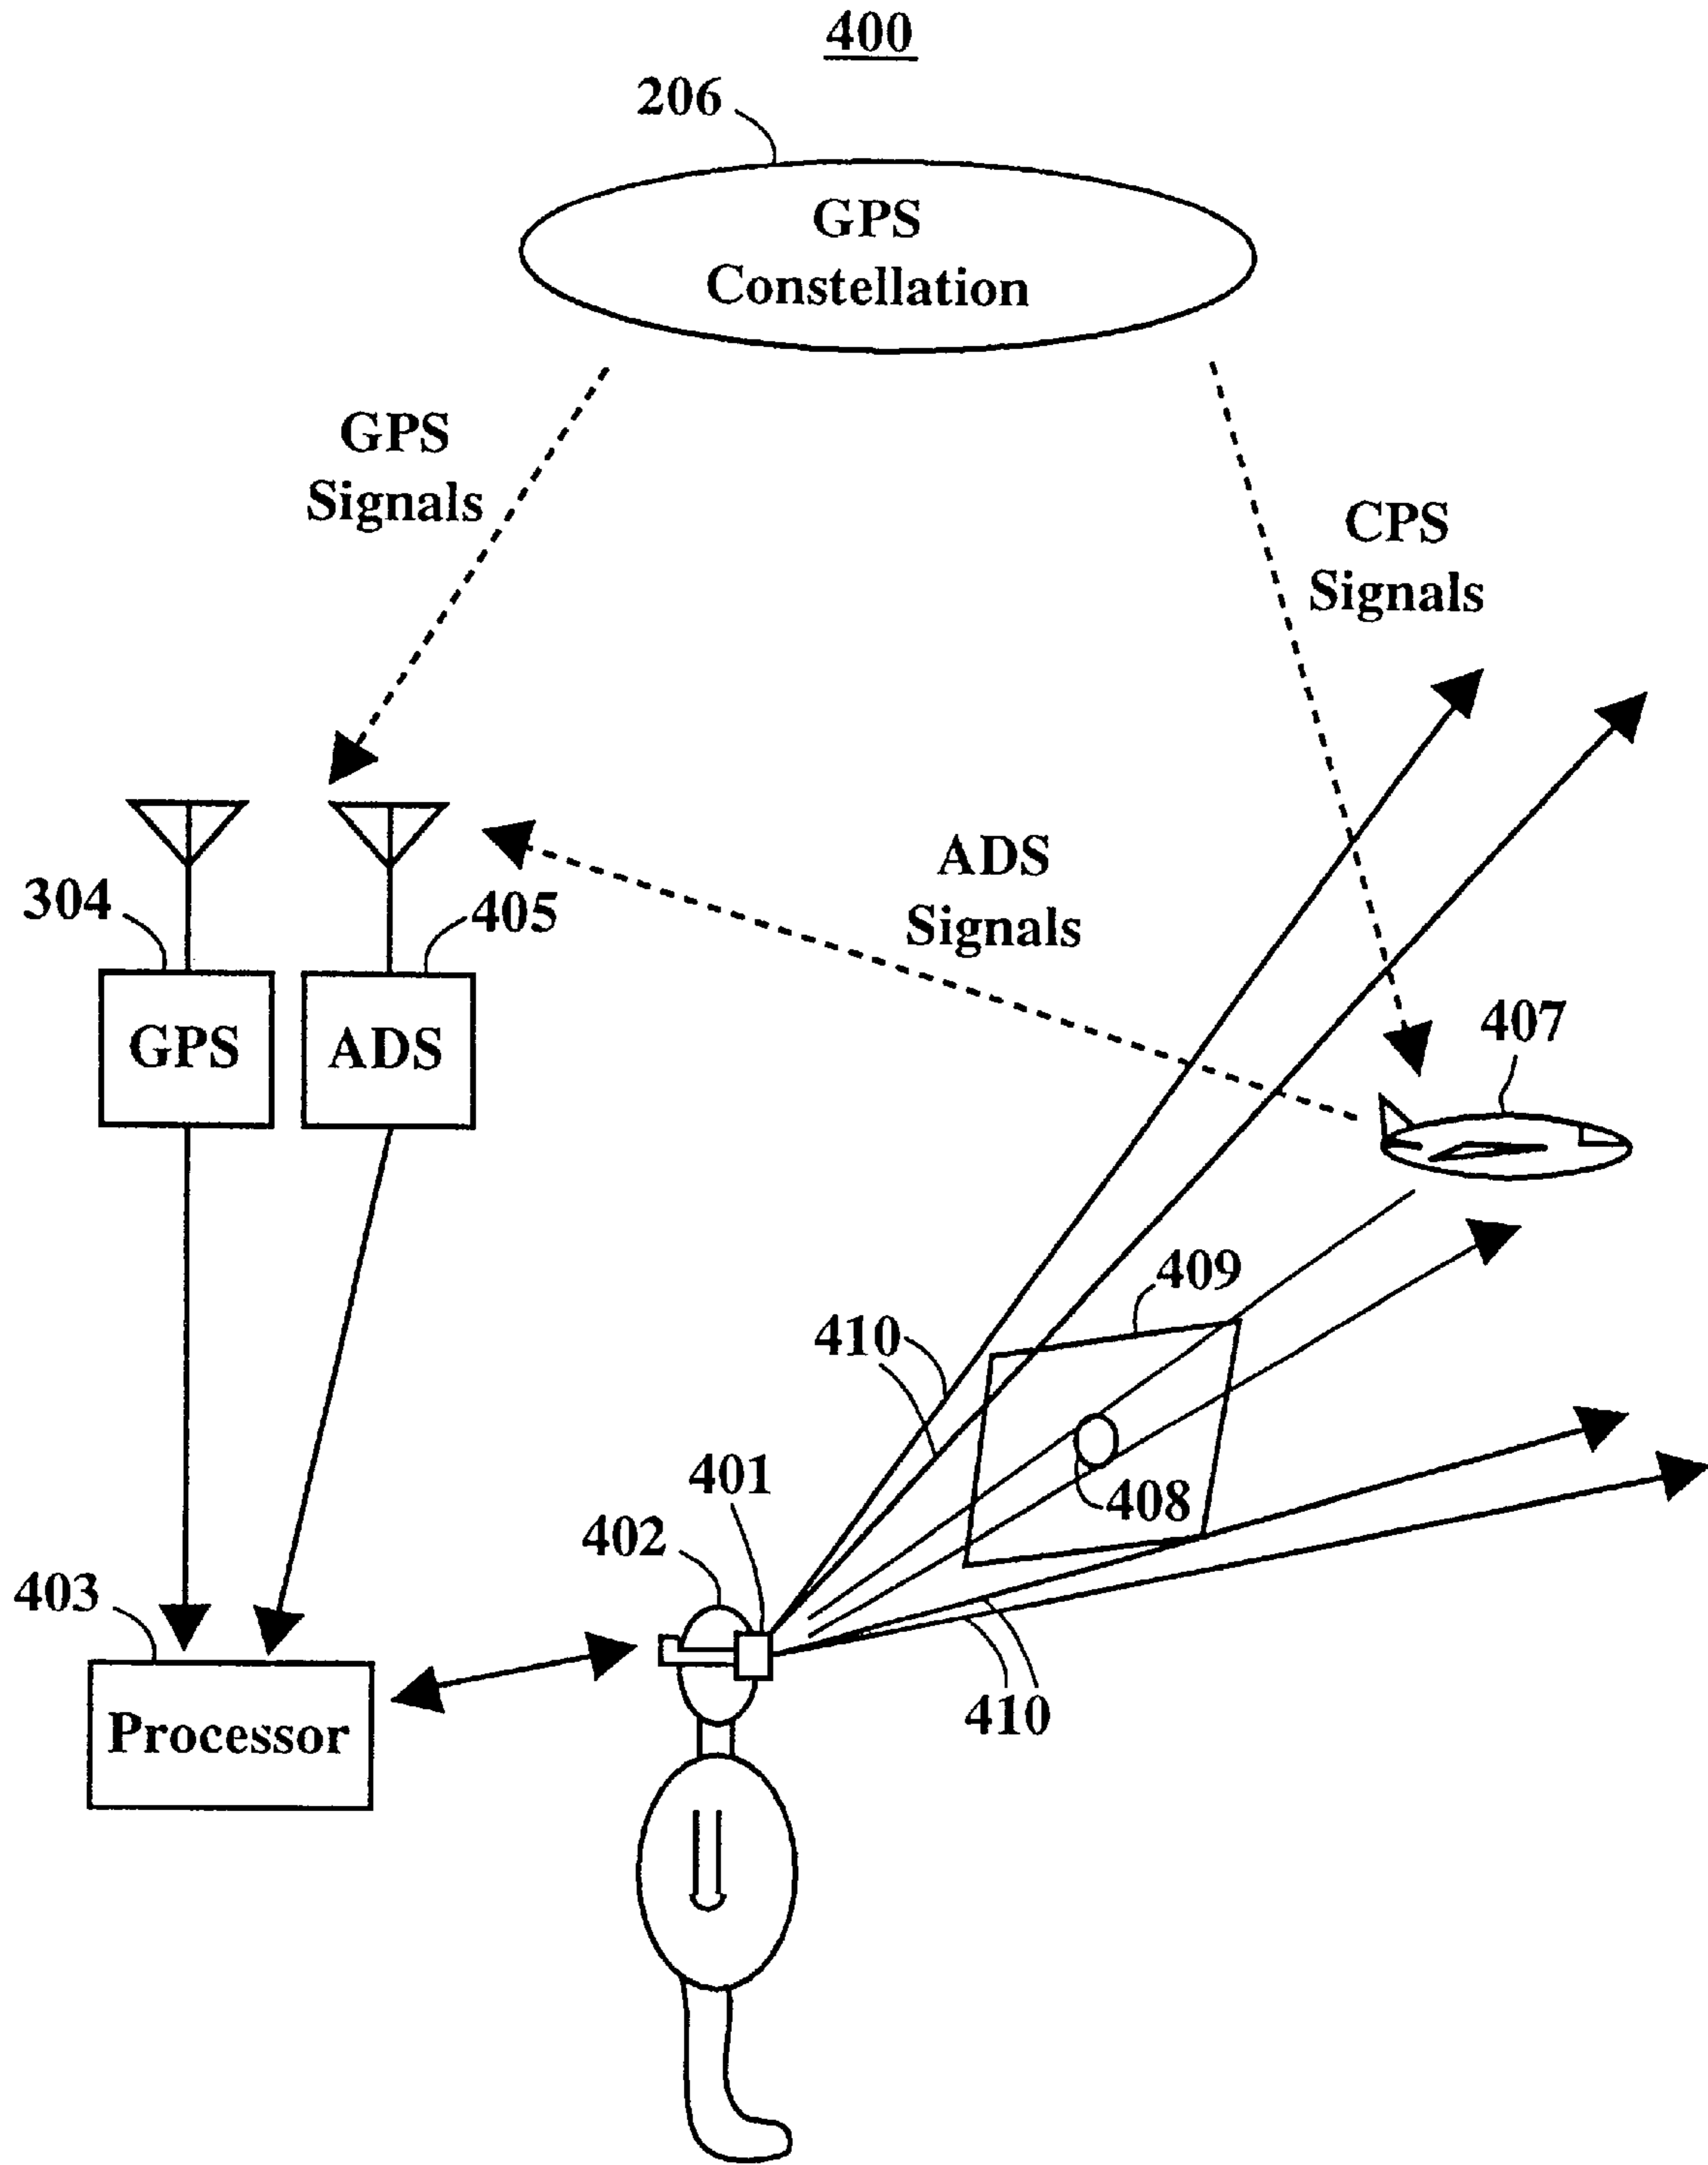 400
206
GPS
Constellation
GPS
Signals
CPS
Signals
ADS
Signals
304
405
GPS
ADS
407
409
410
401
408
402
403
410
Processor